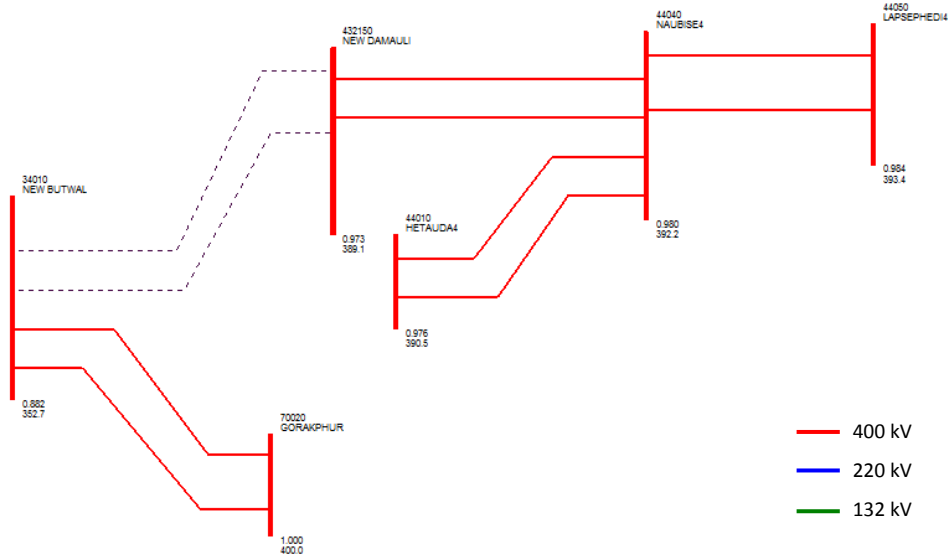 44050
LAPSEPHEDI4
44040
NAUBISE4
432150
NEW DAMAULI
34010
NEW BUTWAL
0.984
393.4
44010
HETAUDA4
0.980
392.2
0.973
389.1
0.976
390.5
0.882
352.7
70020
GORAKPHUR
400 kV
220 kV
132 kV
1.000
400.0